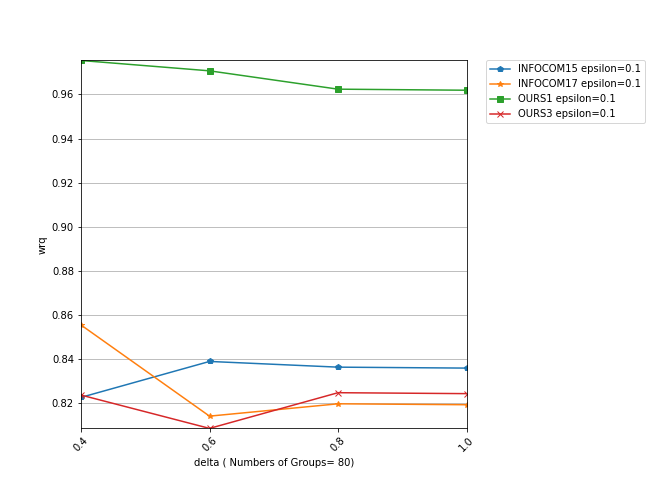 INFOCOM15 epsilon=0.1
INFOCOM17 epsilon=0.1
OURS1 epsilon=0.1
OURS3 epsilon=0.1
0.96
0.94
0.92
0.90
0.88
0.86
0.84
0.82
wrq
0.4
0.6
0.8
1.0
delta ( Numbers of Groups= 80)